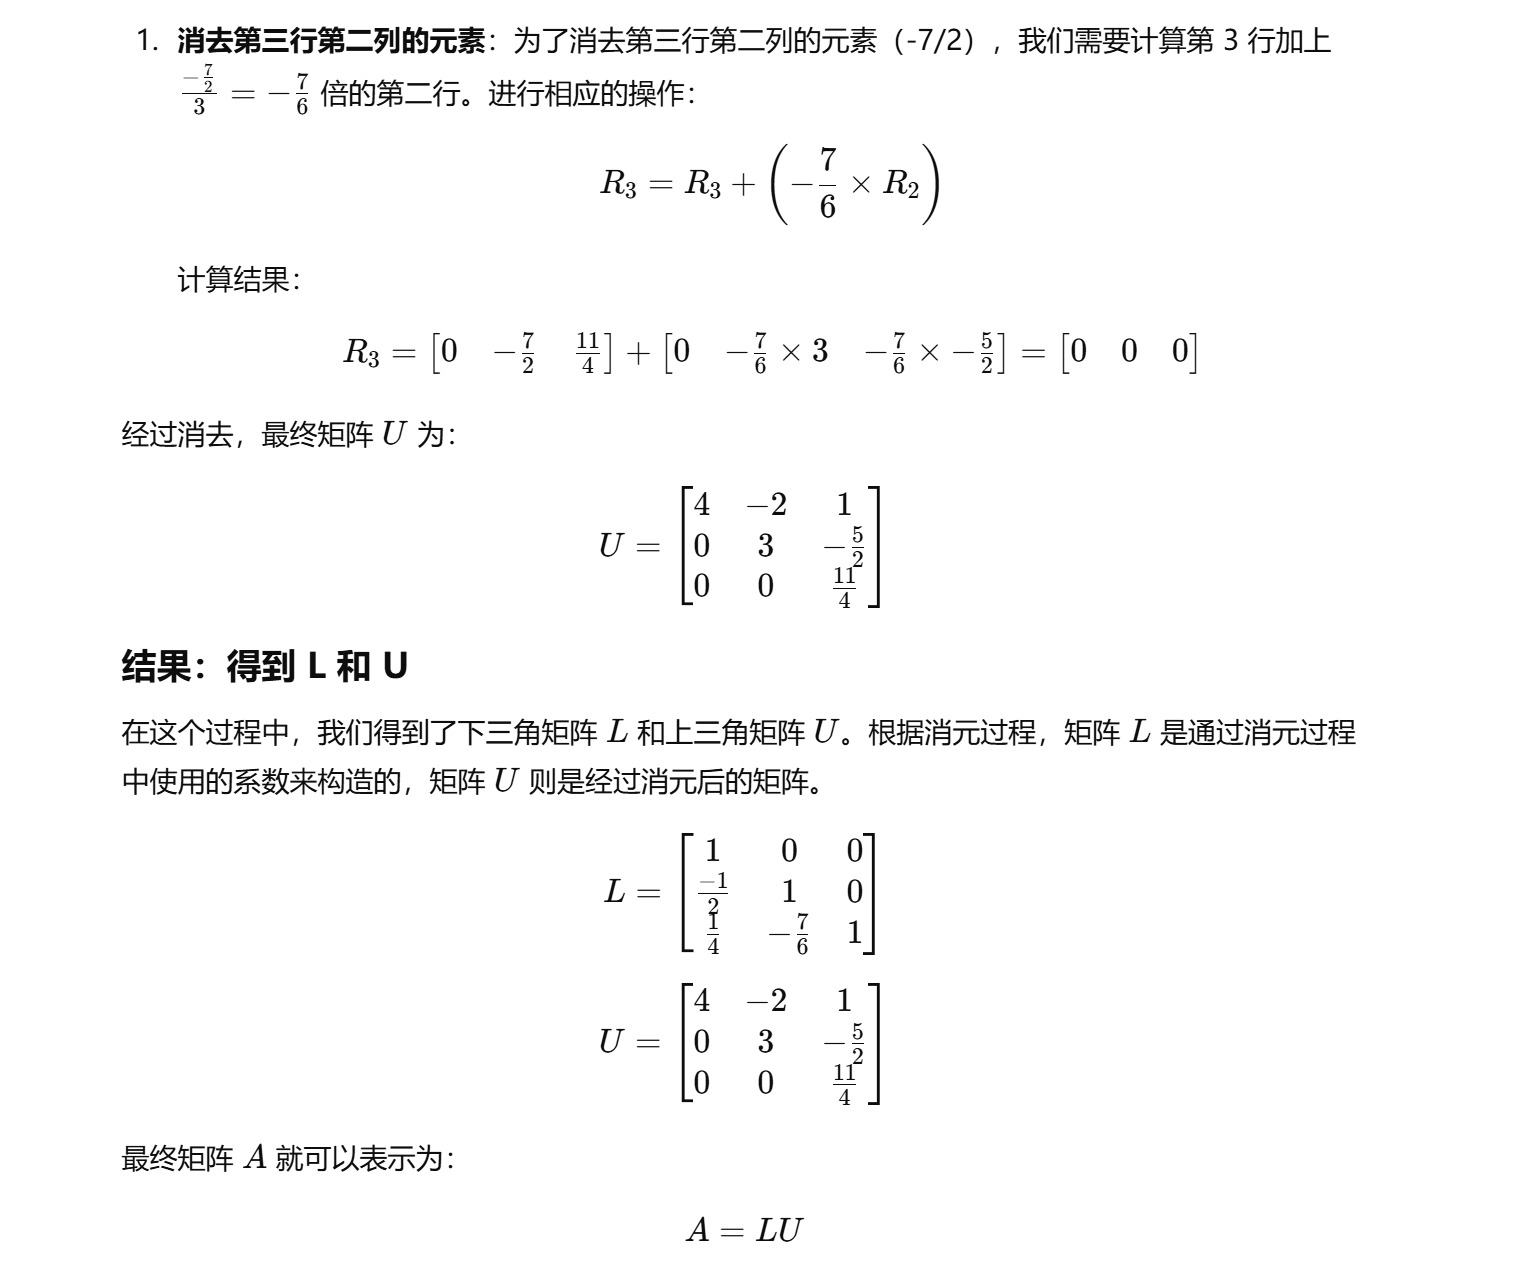 1. 消去第三行第二列的元素：为了消去第三行第二列的元素（-7/2），我们需要计算第 3 行加上
$\frac{-\frac{7}{2}}{3} = -\frac{7}{6}$ 倍的第二行。进行相应的操作：
$R_3 = R_3 + \left(-\frac{7}{6} \times R_2\right)$
计算结果：
$R_3 = \begin{bmatrix} 0 & -\frac{7}{2} & \frac{11}{4} \end{bmatrix} + \begin{bmatrix} 0 & -\frac{7}{6} \times 3 & -\frac{7}{6} \times -\frac{5}{2} \end{bmatrix} = \begin{bmatrix} 0 & 0 & 0 \end{bmatrix}$
经过消去，最终矩阵 $U$ 为：
$U = \begin{bmatrix} 4 & -2 & 1 \\ 0 & 3 & -\frac{5}{2} \\ 0 & 0 & \frac{11}{4} \end{bmatrix}$
结果：得到 L 和 U
在这个过程中，我们得到了下三角矩阵 $L$ 和上三角矩阵 $U$。根据消元过程，矩阵 $L$ 是通过消元过程
中使用的系数来构造的，矩阵 $U$ 则是经过消元后的矩阵。
$L = \begin{bmatrix} 1 & 0 & 0 \\ \frac{-1}{2} & 1 & 0 \\ \frac{1}{4} & -\frac{7}{6} & 1 \end{bmatrix}$
$U = \begin{bmatrix} 4 & -2 & 1 \\ 0 & 3 & -\frac{5}{2} \\ 0 & 0 & \frac{11}{4} \end{bmatrix}$
最终矩阵 $A$ 就可以表示为：
$A = LU$